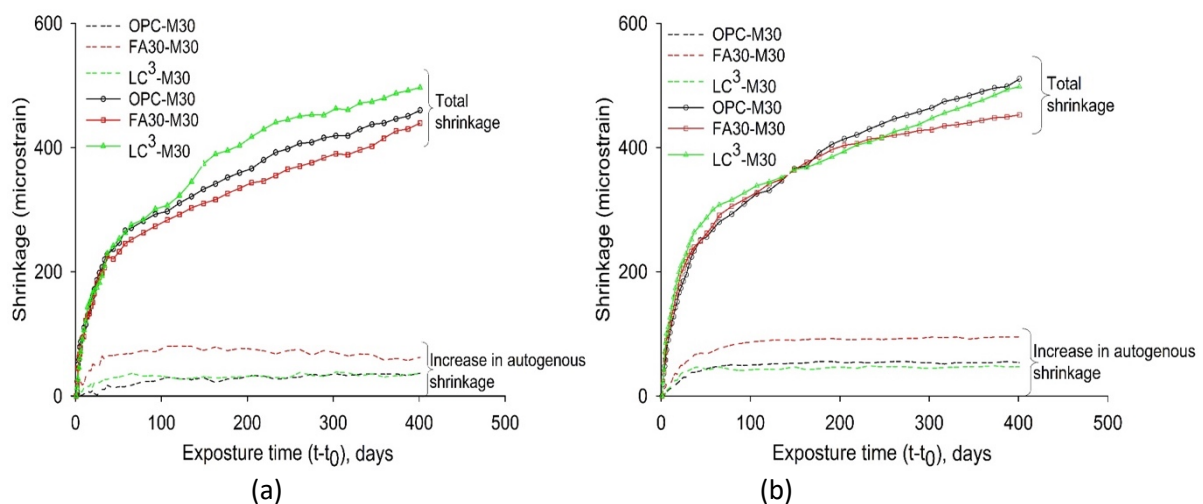 600
OPC-M30
FA30-M30
LC³-M30
OPC-M30
FA30-M30
LC³-M30
Total
shrinkage
400
200
0
Shrinkage (microstrain)
Increase in autogenous
shrinkage
0 100 200 300 400 500
Exposture time (t-t0), days
(a)
600
OPC-M30
FA30-M30
LC³-M30
OPC-M30
FA30-M30
LC³-M30
Total
shrinkage
400
200
0
Shrinkage (microstrain)
Increase in autogenous
shrinkage
0 100 200 300 400 500
Exposture time (t-t0), days
(b)